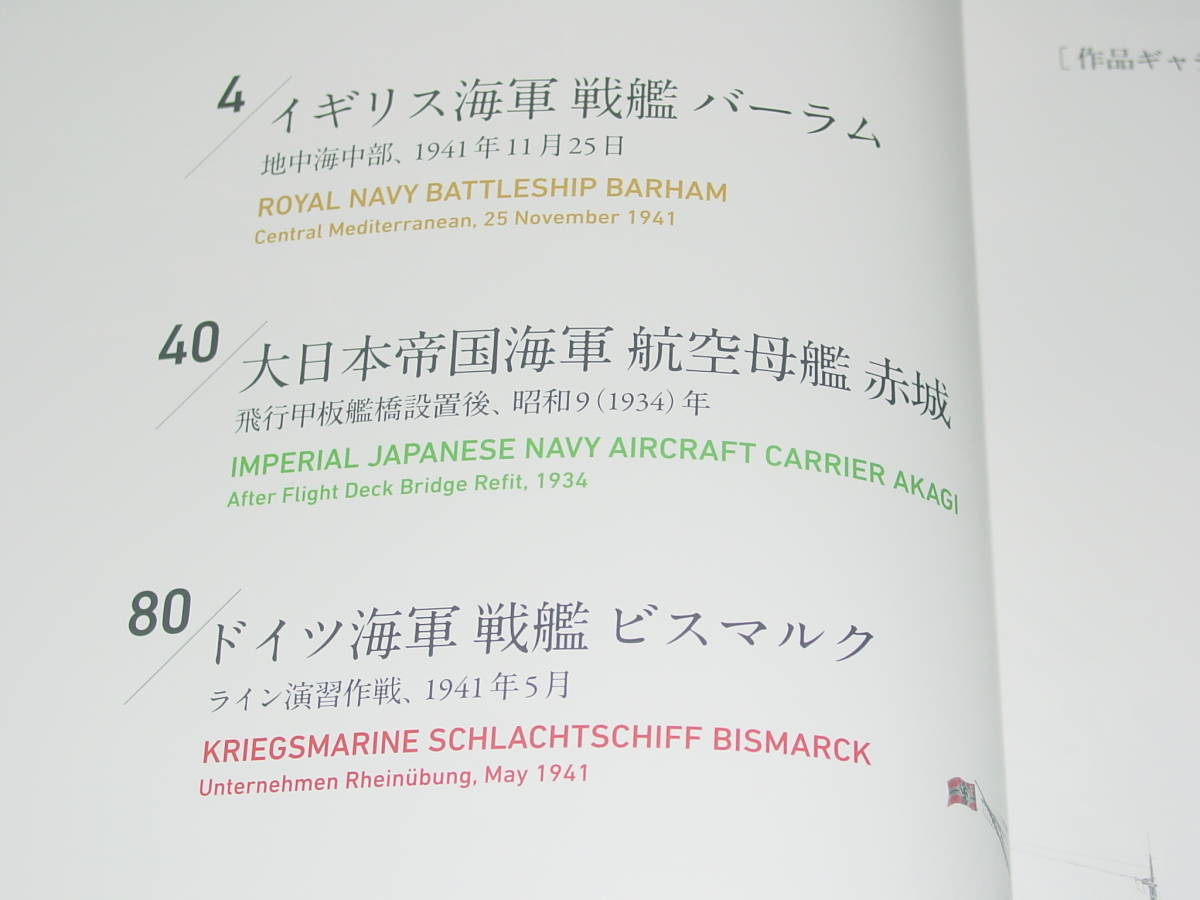 4
イギリス海軍 戦艦 バーラム
地中海中部、1941年11月25日
ROYAL NAVY BATTLESHIP BARHAM
Central Mediterranean, 25 November 1941
40
大日本帝国海軍 航空母艦 赤城
飛行甲板艦橋設置後、昭和9(1934)年
IMPERIAL JAPANESE NAVY AIRCRAFT CARRIER AKAGI
After Flight Deck Bridge Refit, 1934
80
ドイツ海軍 戦艦 ビスマルク
ライン演習作戦、1941年5月
KRIEGSMARINE SCHLACHTSCHIFF BISMARCK
Unternehmen Rheinübung, May 1941
[作品ギャ